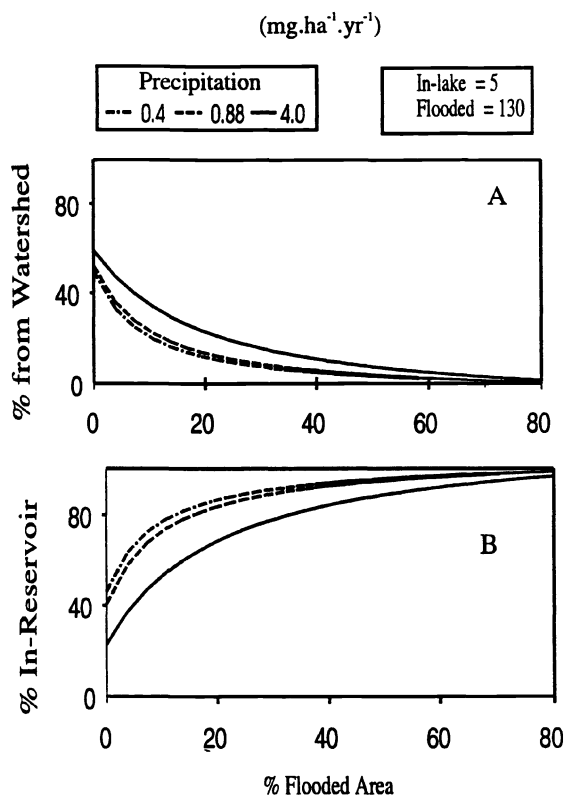 (mg.ha⁻¹.yr⁻¹)
Precipitation
0.4 0.88 4.0
In-lake = 5
Flooded = 130
% from Watershed
80
40
0
A
0 20 40 60 80
% In-Reservoir
80
40
0
B
0 20 40 60 80
% Flooded Area